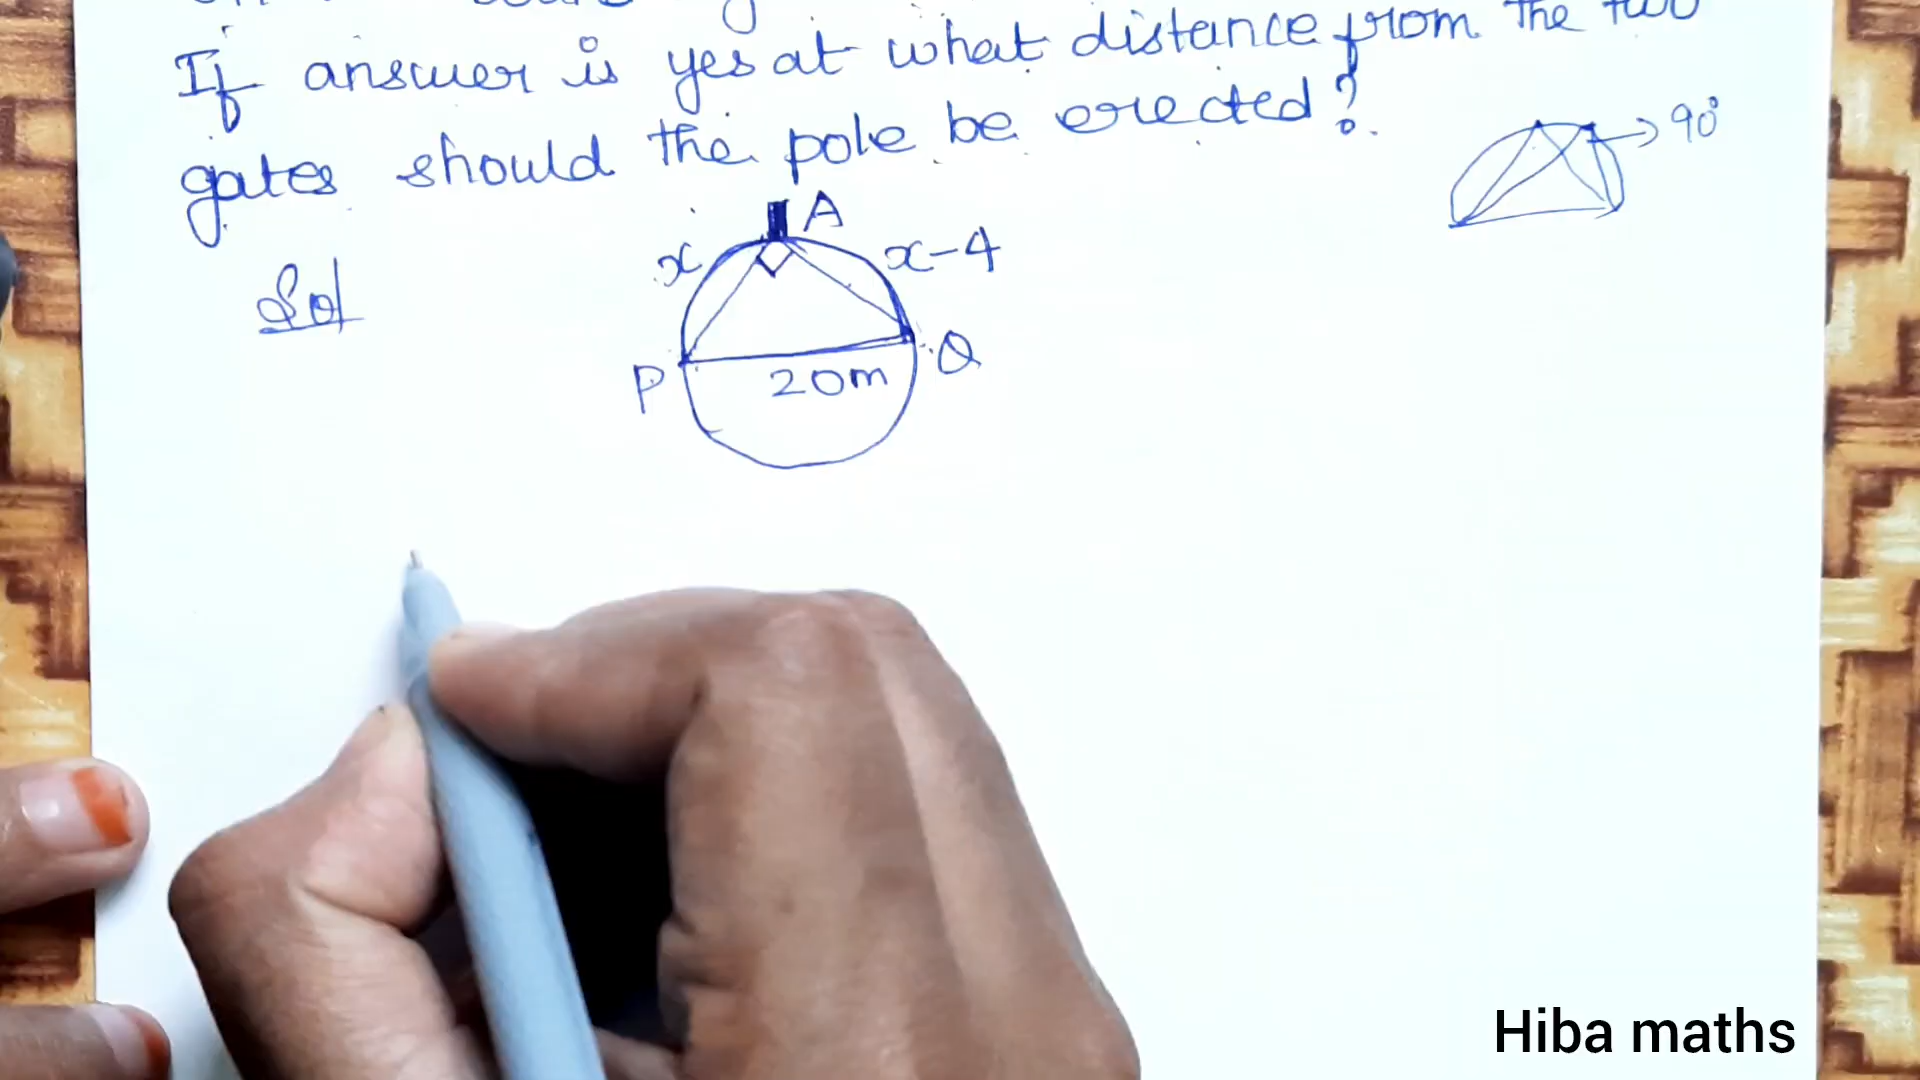 If answer is yes at what distance from the two
gates should the pole be erected?
90°
A
x
x-4
Sol
P
20m
Q
Hiba maths